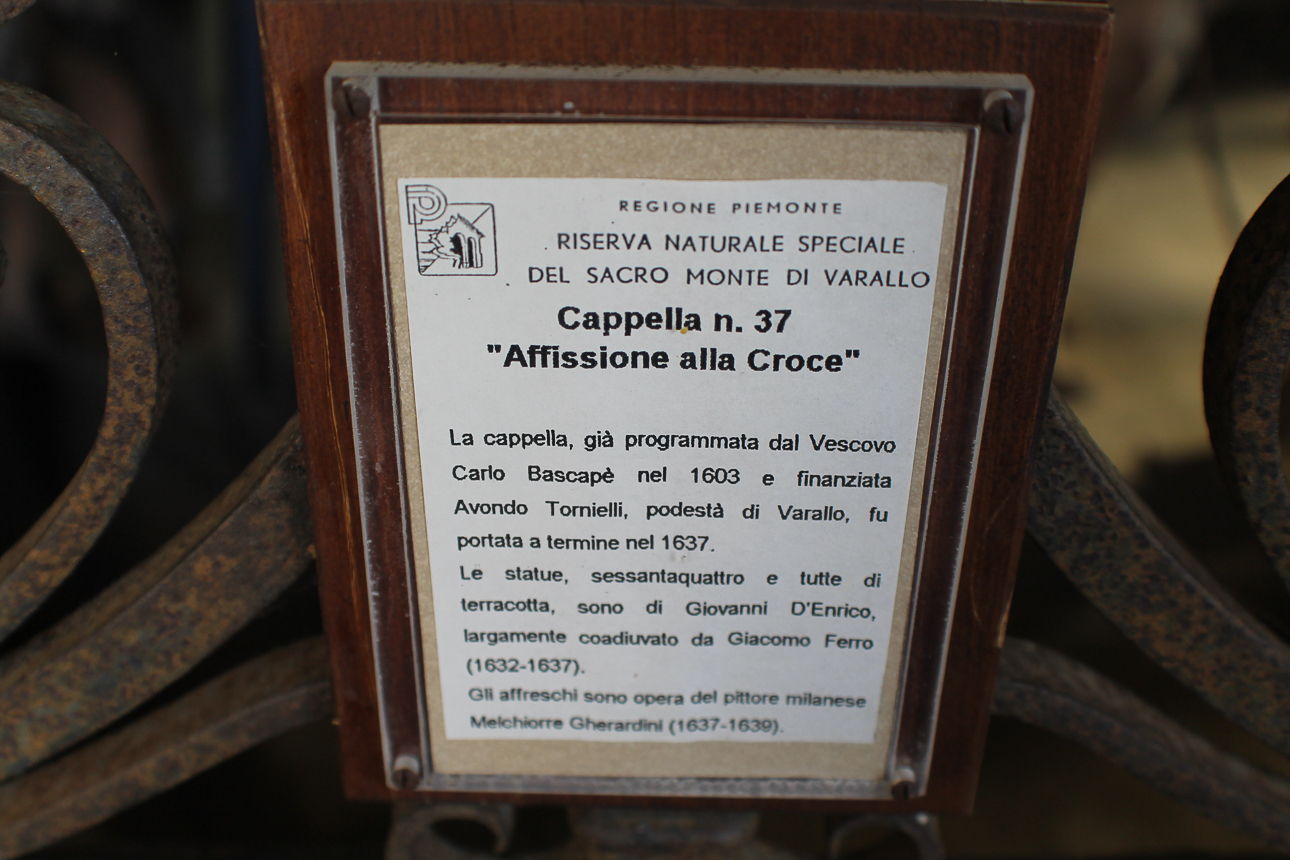 REGIONE PIEMONTE
RISERVA NATURALE SPECIALE
DEL SACRO MONTE DI VARALLO
Cappella n. 37
"Affissione alla Croce"
La cappella, già programmata dal Vescovo
Carlo Bascapè nel 1603 e finanziata
Avondo Tornielli, podestà di Varallo, fu
portata a termine nel 1637.
Le statue, sessantaquattro e tutte di
terracotta, sono di Giovanni D'Enrico,
largamente coadiuvato da Giacomo Ferro
(1632-1637).
Gli affreschi sono opera del pittore milanese
Melchiorre Gherardini (1637-1639).